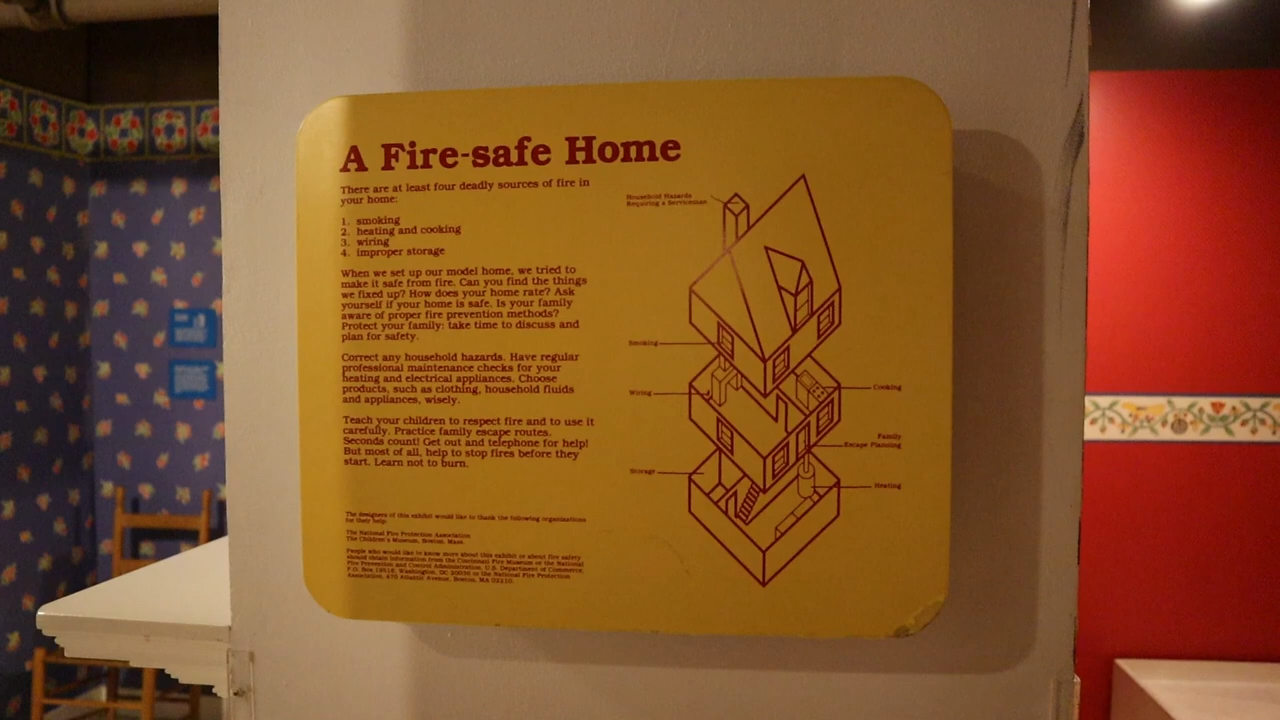 A Fire-safe Home
There are at least four deadly sources of fire in
your home:
1. smoking
2. heating and cooking
3. wiring
4. improper storage
When we set up our model home, we tried to
make it safe from fire. Can you find the things
we fixed up? How does your home rate? Ask
yourself if your home is safe. Is your family
aware of proper fire prevention methods?
Protect your family: take time to discuss and
plan for safety.
Correct any household hazards. Have regular
professional maintenance checks for your
heating and electrical appliances. Choose
products, such as clothing, household fluids
and appliances, wisely.
Teach your children to respect fire and to use it
carefully. Practice family escape routes.
Seconds count! Get out and telephone for help!
But most of all, help to stop fires before they
start. Learn not to burn.
The designers of this exhibit would like to thank the following organizations
for their help:
The National Fire Protection Association
The Children's Museum, Boston, Mass.
People who would like to know more about this exhibit or about fire safety
should obtain information from the Cincinnati Fire Museum or the National
Fire Prevention and Control Administration, U.S. Department of Commerce,
P.O. Box 19518, Washington, DC 20036 or the National Fire Protection
Association, 470 Atlantic Avenue, Boston, MA 02210.
Household Hazards
Requiring a Serviceman
Smoking
Wiring
Cooking
Family
Escape Planning
Storage
Heating